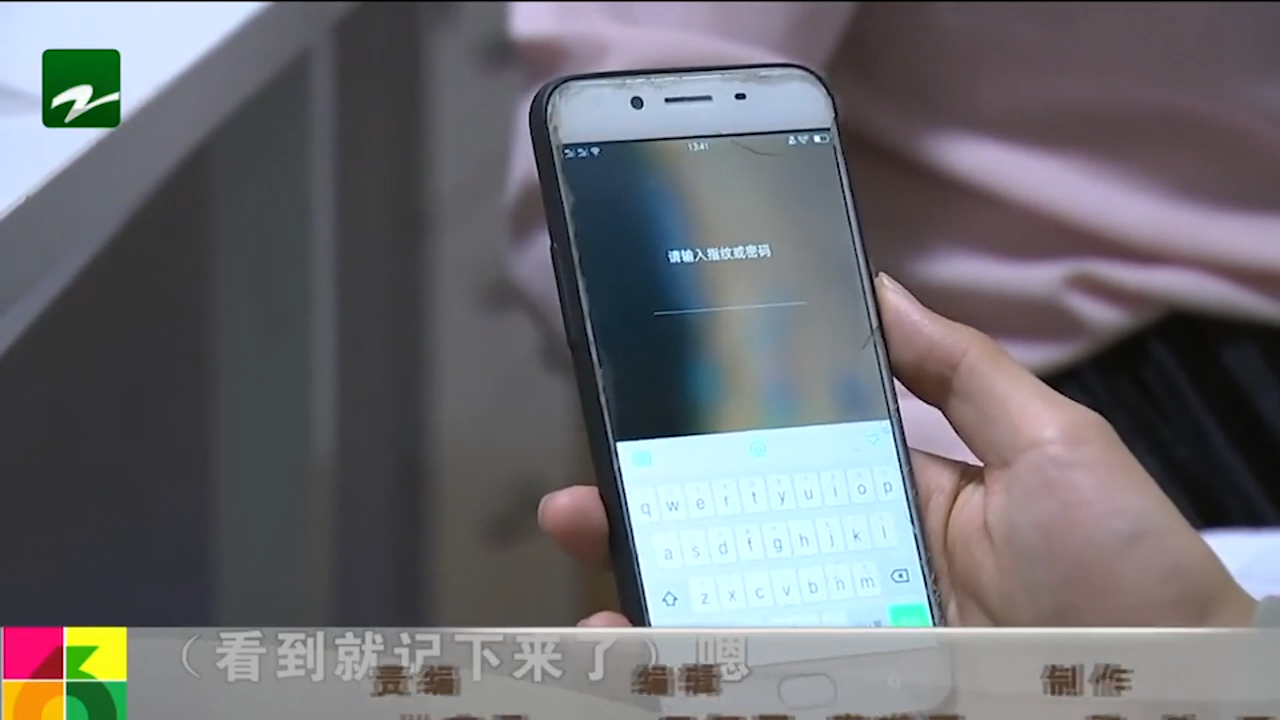 13:41
请输入指纹或密码
q w e r t y u i o p
a s d f g h j k l
z x c v b n m
（看到就记下来了）嗯
责编 编辑 制作